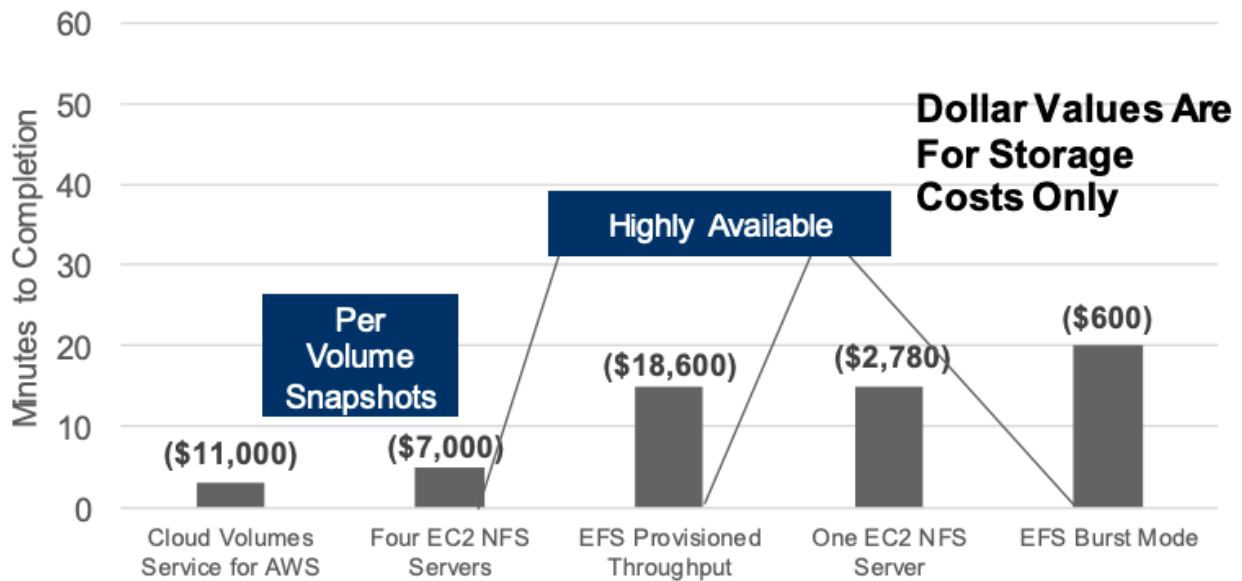 60
50
40
30
20
10
0
Minutes to Completion
Dollar Values Are
For Storage
Costs Only
Highly Available
Per
Volume
Snapshots
($11,000)
($7,000)
($18,600)
($2,780)
($600)
Cloud Volumes
Service for AWS
Four EC2 NFS
Servers
EFS Provisioned
Throughput
One EC2 NFS
Server
EFS Burst Mode